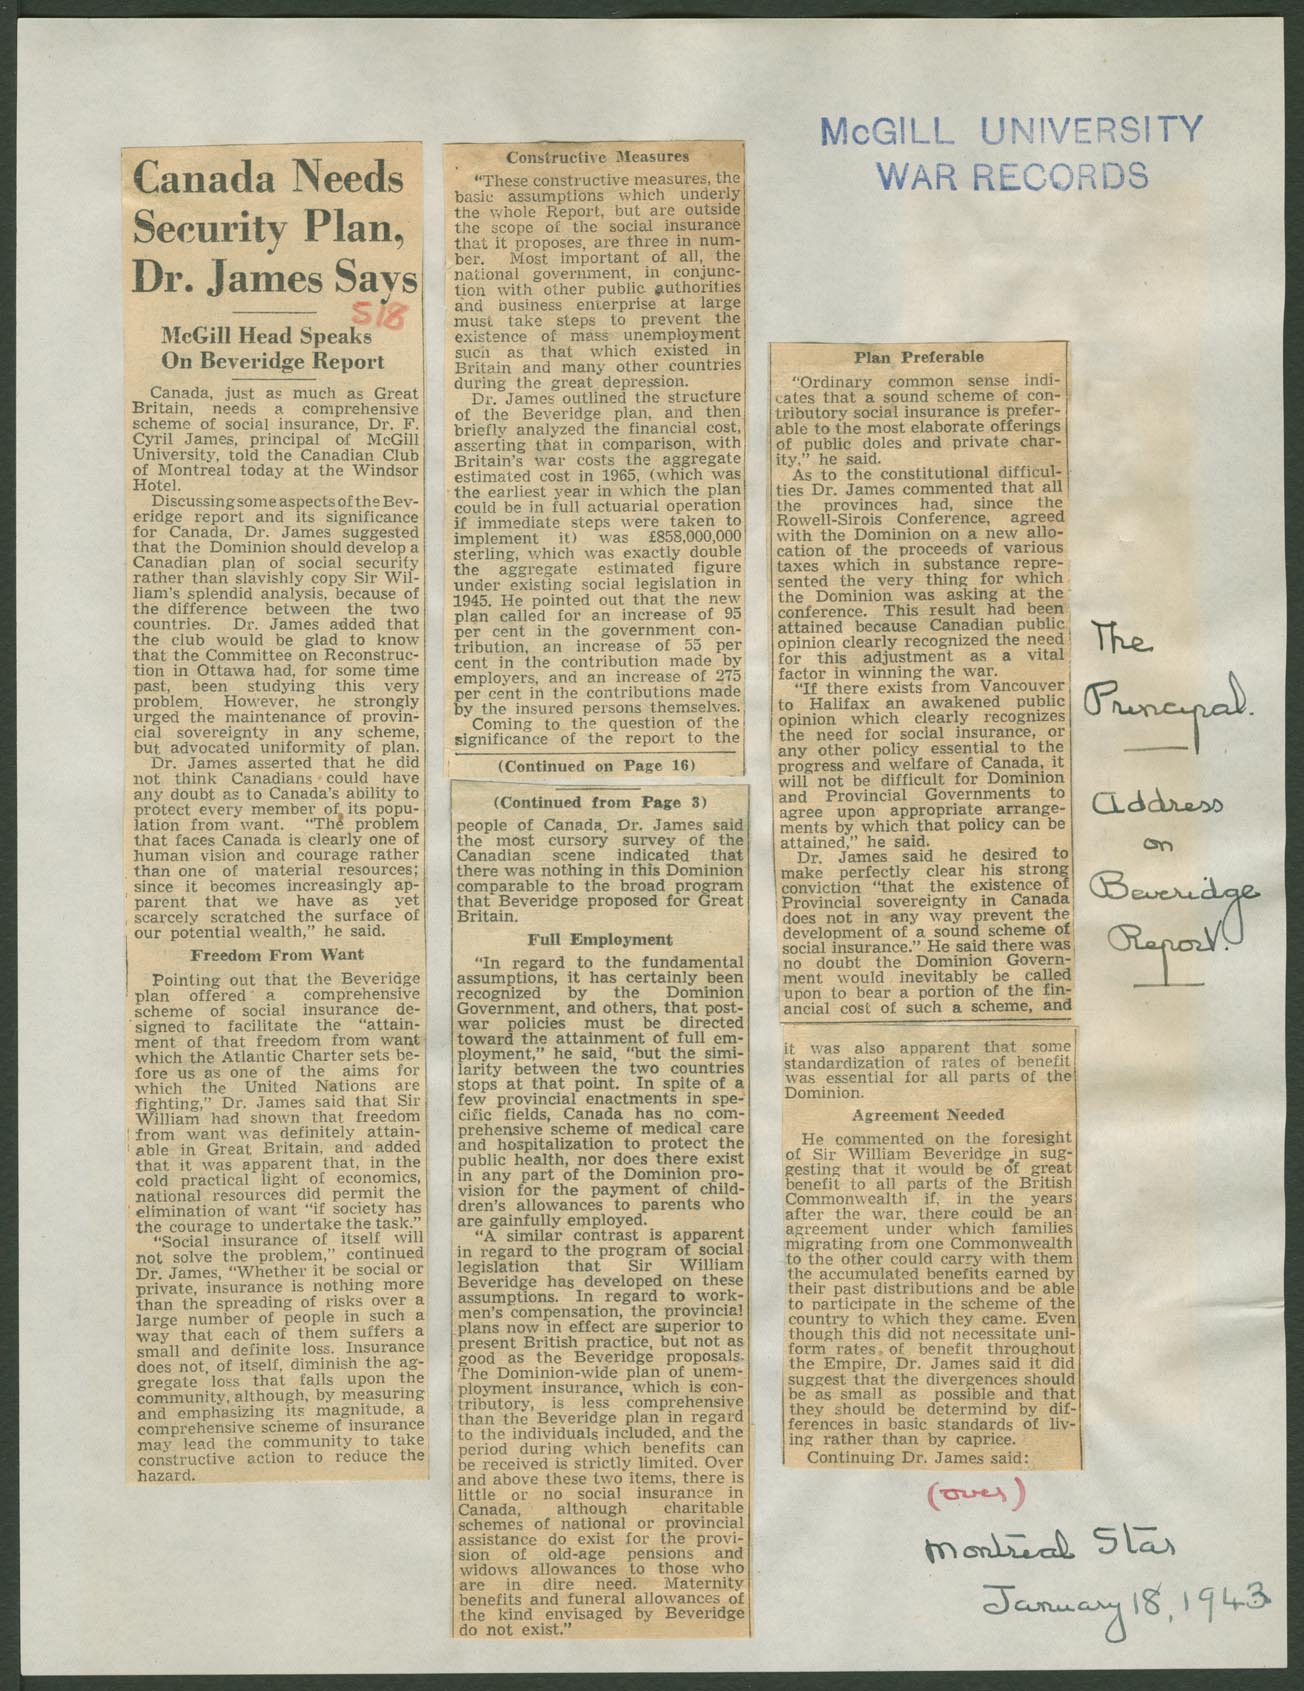 McGILL UNIVERSITY
WAR RECORDS
Canada Needs
Security Plan,
Dr. James Says
518
McGill Head Speaks
On Beveridge Report
Canada, just as much as Great
Britain, needs a comprehensive
scheme of social insurance, Dr. F.
Cyril James, principal of McGill
University, told the Canadian Club
of Montreal today at the Windsor
Hotel.
Discussing some aspects of the Bev-
eridge report and its significance
for Canada, Dr. James suggested
that the Dominion should develop a
Canadian plan of social security
rather than slavishly copy Sir Wil-
liam's splendid analysis, because of
the difference between the two
countries. Dr. James added that
the club would be glad to know
that the Committee on Reconstruc-
tion in Ottawa had, for some time
past, been studying this very
problem. However, he strongly
urged the maintenance of provin-
cial sovereignty in any scheme,
but advocated uniformity of plan.
Dr. James asserted that he did
not think Canadians could have
any doubt as to Canada's ability to
protect every member of its popu-
lation from want. "The problem
that faces Canada is clearly one of
human vision and courage rather
than one of material resources;
since it becomes increasingly ap-
parent that we have as yet
scarcely scratched the surface of
our potential wealth," he said.
Freedom From Want
Pointing out that the Beveridge
plan offered a comprehensive
scheme of social insurance de-
signed to facilitate the "attain-
ment of that freedom from want
which the Atlantic Charter sets be-
fore us as one of the aims for
which the United Nations are
fighting," Dr. James said that Sir
William had shown that freedom
from want was definitely attain-
able in Great Britain, and added
that it was apparent that, in the
cold practical light of economics,
national resources did permit the
elimination of want "if society has
the courage to undertake the task."
"Social insurance of itself will
not solve the problem," continued
Dr. James, "Whether it be social or
private, insurance is nothing more
than the spreading of risks over a
large number of people in such a
way that each of them suffers a
small and definite loss. Insurance
does not, of itself, diminish the ag-
gregate loss that falls upon the
community, although, by measuring
and emphasizing its magnitude, a
comprehensive scheme of insurance
may lead the community to take
constructive action to reduce the
hazard.
Constructive Measures
"These constructive measures, the
basic assumptions which underly
the whole Report, but are outside
the scope of the social insurance
that it proposes, are three in num-
ber. Most important of all, the
national government, in conjunc-
tion with other public authorities
and business enterprise at large
must take steps to prevent the
existence of mass unemployment
such as that which existed in
Britain and many other countries
during the great depression.
Dr. James outlined the structure
of the Beveridge plan, and then
briefly analyzed the financial cost,
asserting that in comparison, with
Britain's war costs the aggregate
estimated cost in 1965, (which was
the earliest year in which the plan
could be in full actuarial operation
if immediate steps were taken to
implement it) was £858,000,000
sterling, which was exactly double
the aggregate estimated figure
under existing social legislation in
1945. He pointed out that the new
plan called for an increase of 95
per cent in the government con-
tribution, an increase of 55 per
cent in the contribution made by
employers, and an increase of 275
per cent in the contributions made
by the insured persons themselves.
Coming to the question of the
significance of the report to the
(Continued on Page 16)
(Continued from Page 3)
people of Canada, Dr. James said
the most cursory survey of the
Canadian scene indicated that
there was nothing in this Dominion
comparable to the broad program
that Beveridge proposed for Great
Britain.
Full Employment
"In regard to the fundamental
assumptions, it has certainly been
recognized by the Dominion
Government, and others, that post-
war policies must be directed
toward the attainment of full em-
ployment," he said, "but the simi-
larity between the two countries
stops at that point. In spite of a
few provincial enactments in spe-
cific fields, Canada has no com-
prehensive scheme of medical care
and hospitalization to protect the
public health, nor does there exist
in any part of the Dominion pro-
vision for the payment of child-
dren's allowances to parents who
are gainfully employed.
"A similar contrast is apparent
in regard to the program of social
legislation that Sir William
Beveridge has developed on these
assumptions. In regard to work-
men's compensation, the provincial
plans now in effect are superior to
present British practice, but not as
good as the Beveridge proposals.
The Dominion-wide plan of unem-
ployment insurance, which is con-
tributory, is less comprehensive
than the Beveridge plan in regard
to the individuals included, and the
period during which benefits can
be received is strictly limited. Over
and above these two items, there is
little or no social insurance in
Canada, although charitable
schemes of national or provincial
assistance do exist for the provi-
sion of old-age pensions and
widows allowances to those who
are in dire need. Maternity
benefits and funeral allowances of
the kind envisaged by Beveridge
do not exist."
Plan Preferable
"Ordinary common sense indi-
cates that a sound scheme of con-
tributory social insurance is prefer-
able to the most elaborate offerings
of public doles and private char-
ity," he said.
As to the constitutional difficul-
ties Dr. James commented that all
the provinces had, since the
Rowell-Sirois Conference, agreed
with the Dominion on a new allo-
cation of the proceeds of various
taxes which in substance repre-
sented the very thing for which
the Dominion was asking at the
conference. This result had been
attained because Canadian public
opinion clearly recognized the need
for this adjustment as a vital
factor in winning the war.
"If there exists from Vancouver
to Halifax an awakened public
opinion which clearly recognizes
the need for social insurance, or
any other policy essential to the
progress and welfare of Canada, it
will not be difficult for Dominion
and Provincial Governments to
agree upon appropriate arrange-
ments by which that policy can be
attained," he said.
Dr. James said he desired to
make perfectly clear his strong
conviction "that the existence of
Provincial sovereignty in Canada
does not in any way prevent the
development of a sound scheme of
social insurance." He said there was
no doubt the Dominion Govern-
ment would inevitably be called
upon to bear a portion of the fin-
ancial cost of such a scheme, and
it was also apparent that some
standardization of rates of benefit
was essential for all parts of the
Dominion.
Agreement Needed
He commented on the foresight
of Sir William Beveridge in sug-
gesting that it would be of great
benefit to all parts of the British
Commonwealth if, in the years
after the war, there could be an
agreement under which families
migrating from one Commonwealth
to the other could carry with them
the accumulated benefits earned by
their past distributions and be able
to participate in the scheme of the
country to which they came. Even
though this did not necessitate uni-
form rates of benefit throughout
the Empire, Dr. James said it did
suggest that the divergences should
be as small as possible and that
they should be determind by dif-
ferences in basic standards of liv-
ing rather than by caprice.
Continuing Dr. James said:
The
Principal.
Address
on
Beveridge
Report.
(over)
Montreal Star
January 18, 1943